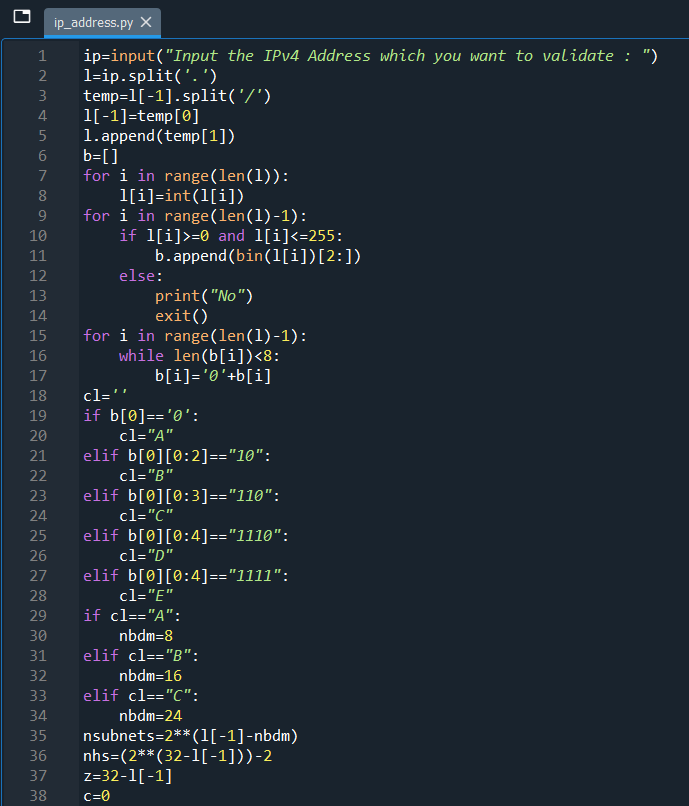 ip_address.py
1 ip=input("Input the IPv4 Address which you want to validate : ")
2 l=ip.split('.')
3 temp=l[-1].split('/')
4 l[-1]=temp[0]
5 l.append(temp[1])
6 b=[]
7 for i in range(len(l)):
8     l[i]=int(l[i])
9 for i in range(len(l)-1):
10     if l[i]>=0 and l[i]<=255:
11         b.append(bin(l[i])[2:])
12     else:
13         print("No")
14         exit()
15 for i in range(len(l)-1):
16     while len(b[i])<8:
17         b[i]='0'+b[i]
18 cl=''
19 if b[0]=='0':
20     cl="A"
21 elif b[0][0:2]=="10":
22     cl="B"
23 elif b[0][0:3]=="110":
24     cl="C"
25 elif b[0][0:4]=="1110":
26     cl="D"
27 elif b[0][0:4]=="1111":
28     cl="E"
29 if cl=="A":
30     nbdm=8
31 elif cl=="B":
32     nbdm=16
33 elif cl=="C":
34     nbdm=24
35 nsubnets=2**(l[-1]-nbdm)
36 nhs=(2**(32-l[-1]))-2
37 z=32-l[-1]
38 c=0